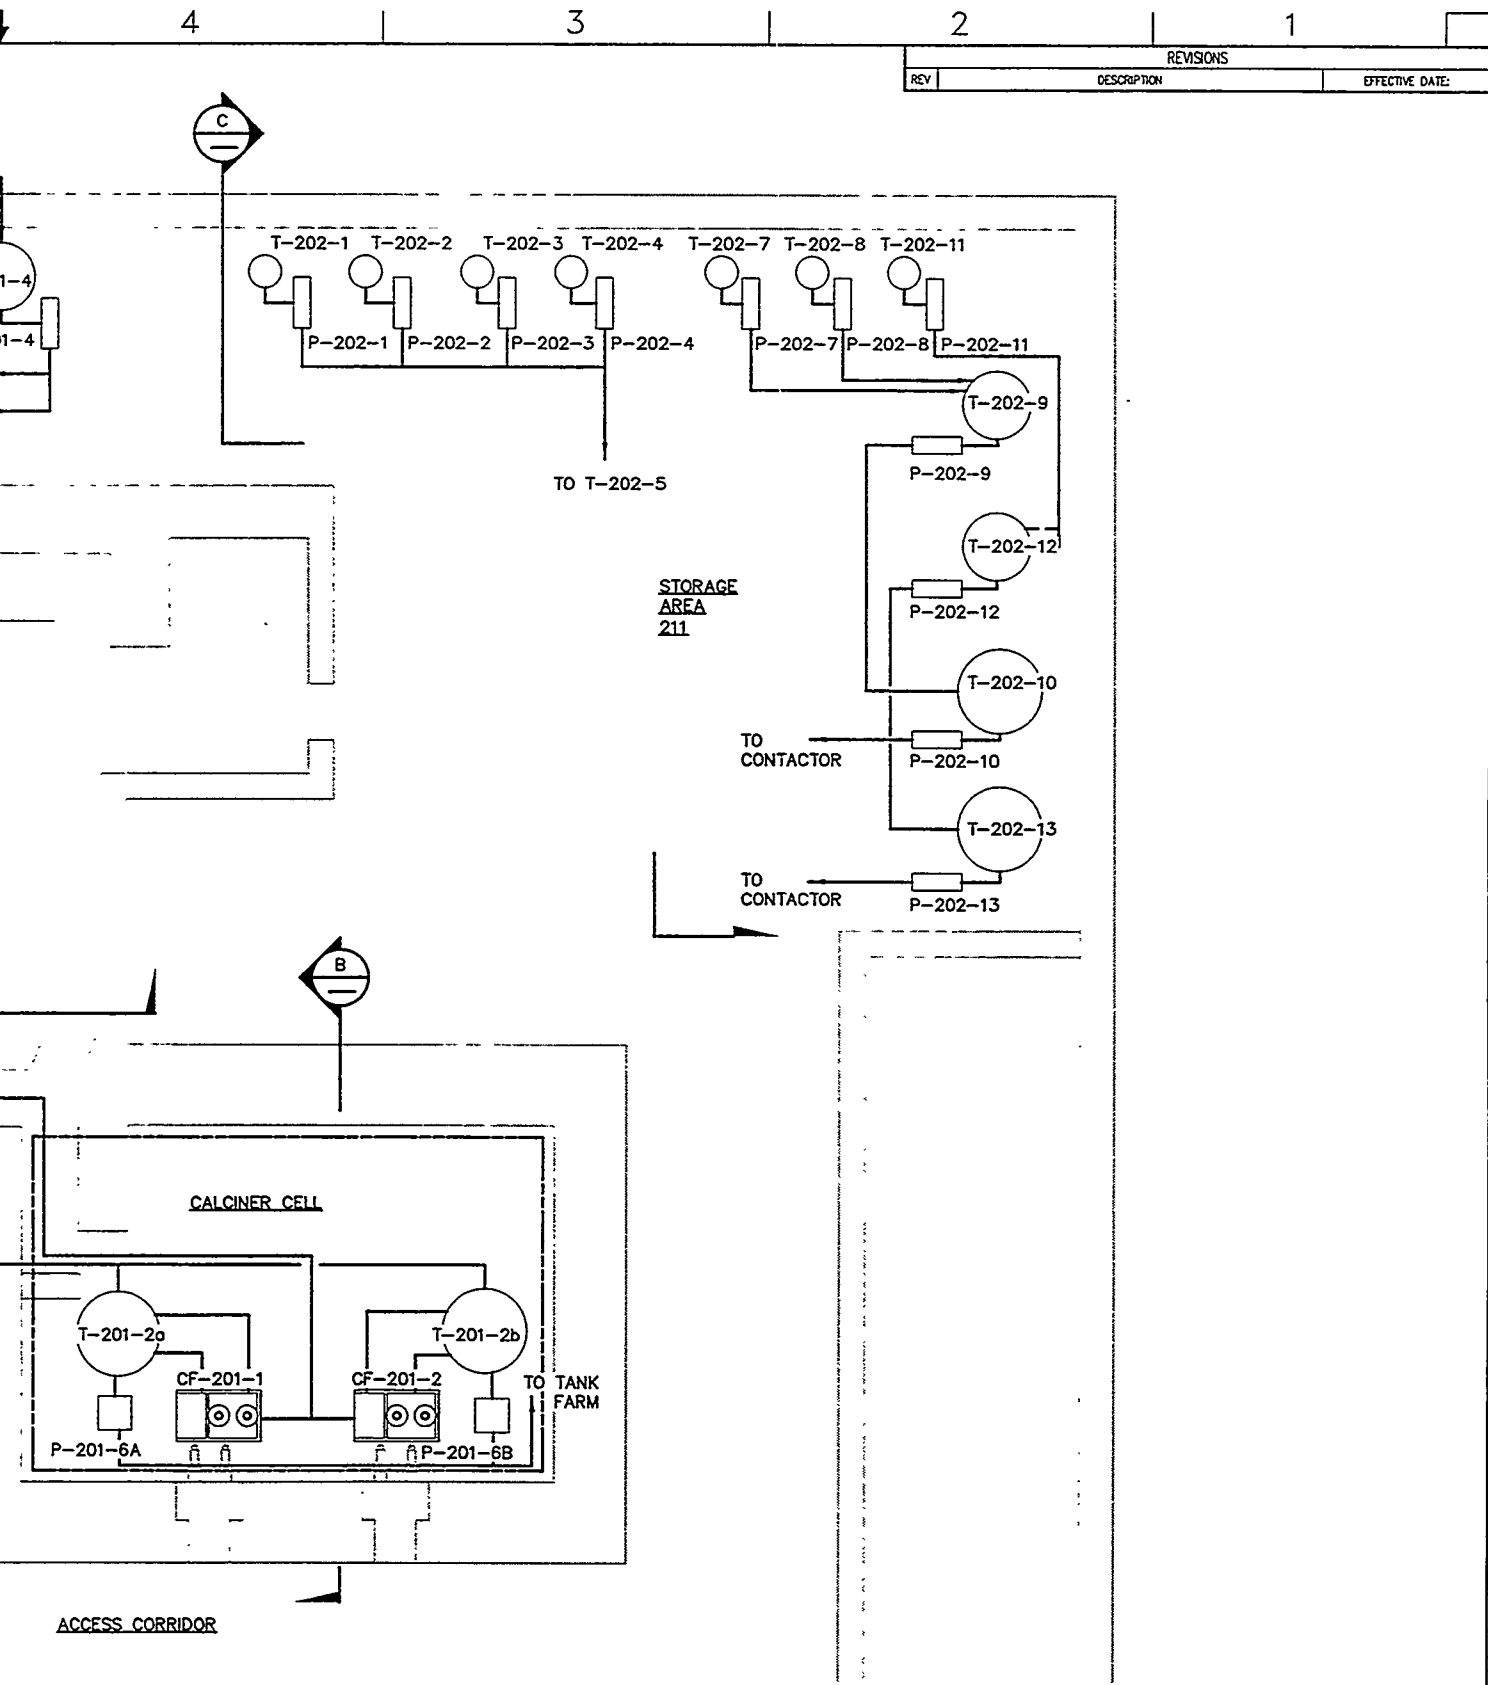 4 3 2 1
REVISIONS
REV DESCRIPTION EFFECTIVE DATE:
C
T-202-1 T-202-2 T-202-3 T-202-4 T-202-7 T-202-8 T-202-11
P-202-1 P-202-2 P-202-3 P-202-4 P-202-7 P-202-8 P-202-11
1-4
01-4
T-202-9
P-202-9
TO T-202-5
T-202-12
P-202-12
STORAGE
AREA
211
T-202-10
TO
CONTACTOR
P-202-10
T-202-13
TO
CONTACTOR
P-202-13
B
CALCINER CELL
T-201-2a T-201-2b
CF-201-1 CF-201-2
TO TANK
FARM
P-201-6A P-201-6B
ACCESS CORRIDOR